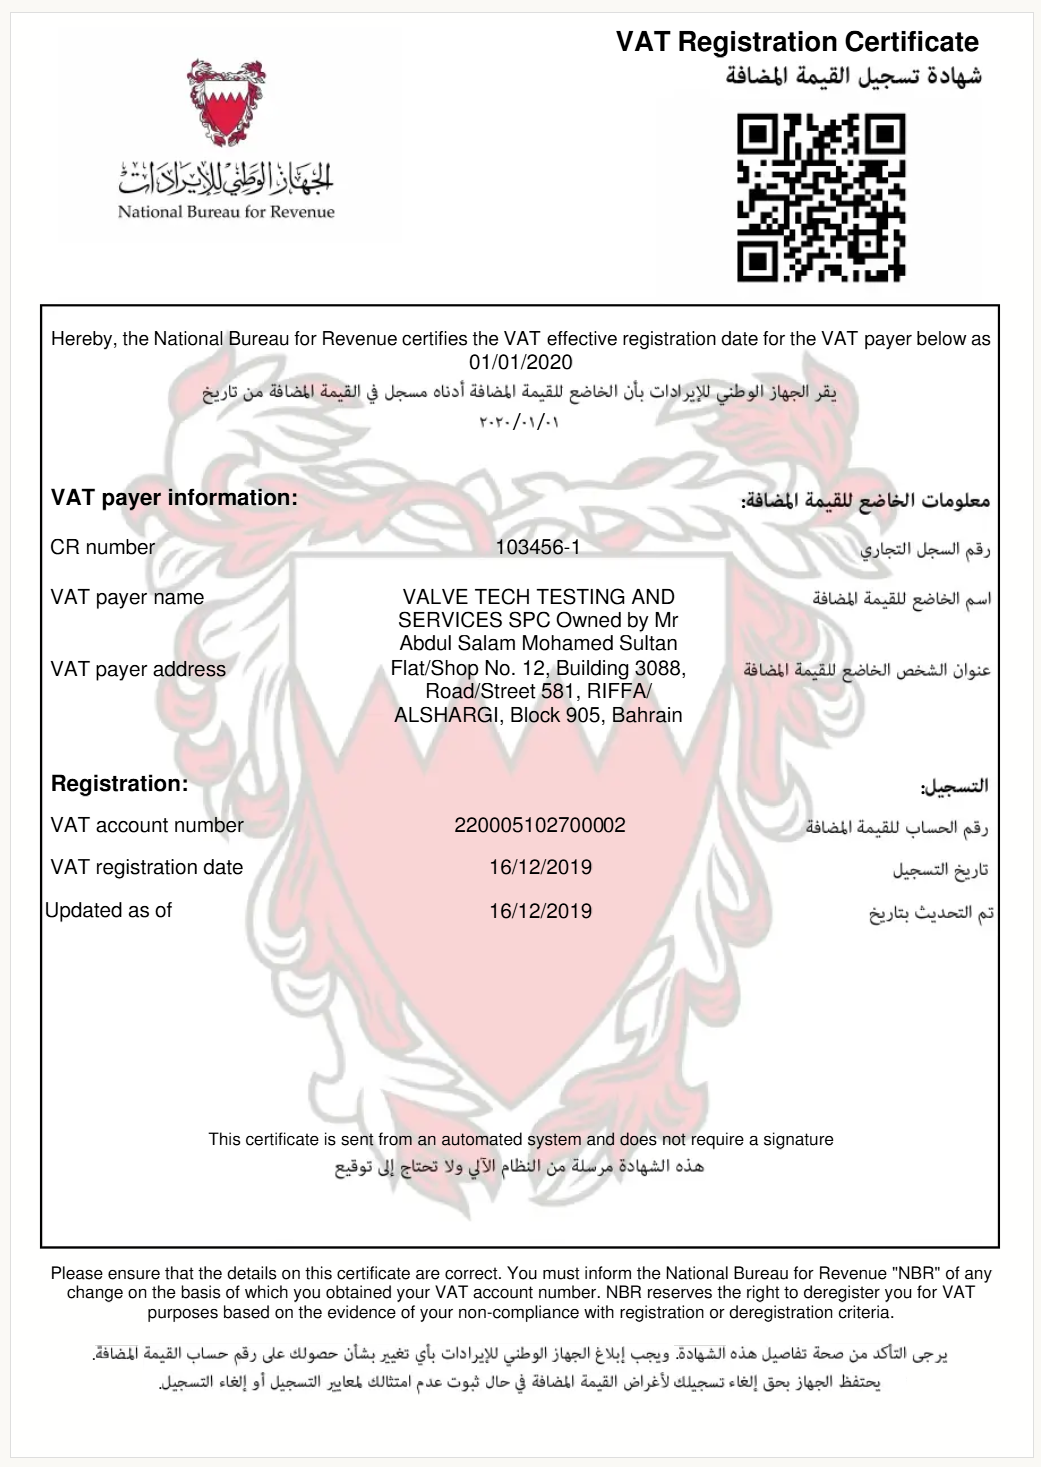 VAT Registration Certificate
شهادة تسجيل القيمة المضافة
الجهاز الوطني للإيرادات
National Bureau for Revenue
Hereby, the National Bureau for Revenue certifies the VAT effective registration date for the VAT payer below as
01/01/2020
يقر الجهاز الوطني للإيرادات بأن الخاضع للقيمة المضافة أدناه مسجل في القيمة المضافة من تاريخ
٢٠٢٠/٠١/٠١
VAT payer information: معلومات الخاضع للقيمة المضافة:
CR number 103456-1 رقم السجل التجاري
VAT payer name VALVE TECH TESTING AND اسم الخاضع للقيمة المضافة
SERVICES SPC Owned by Mr
Abdul Salam Mohamed Sultan
VAT payer address Flat/Shop No. 12, Building 3088, عنوان الشخص الخاضع للقيمة المضافة
Road/Street 581, RIFFA/
ALSHARGI, Block 905, Bahrain
Registration: التسجيل:
VAT account number 220005102700002 رقم الحساب للقيمة المضافة
VAT registration date 16/12/2019 تاريخ التسجيل
Updated as of 16/12/2019 تم التحديث بتاريخ
This certificate is sent from an automated system and does not require a signature
هذه الشهادة مرسلة من النظام الآلي ولا تحتاج إلى توقيع
Please ensure that the details on this certificate are correct. You must inform the National Bureau for Revenue "NBR" of any
change on the basis of which you obtained your VAT account number. NBR reserves the right to deregister you for VAT
purposes based on the evidence of your non-compliance with registration or deregistration criteria.
يرجى التأكد من صحة تفاصيل هذه الشهادة. ويجب إبلاغ الجهاز الوطني للإيرادات بأي تغيير بشأن حصولك على رقم حساب القيمة المضافة.
يحتفظ الجهاز بحق إلغاء تسجيلك لأغراض القيمة المضافة في حال ثبوت عدم امتثالك لمعايير التسجيل أو إلغاء التسجيل.